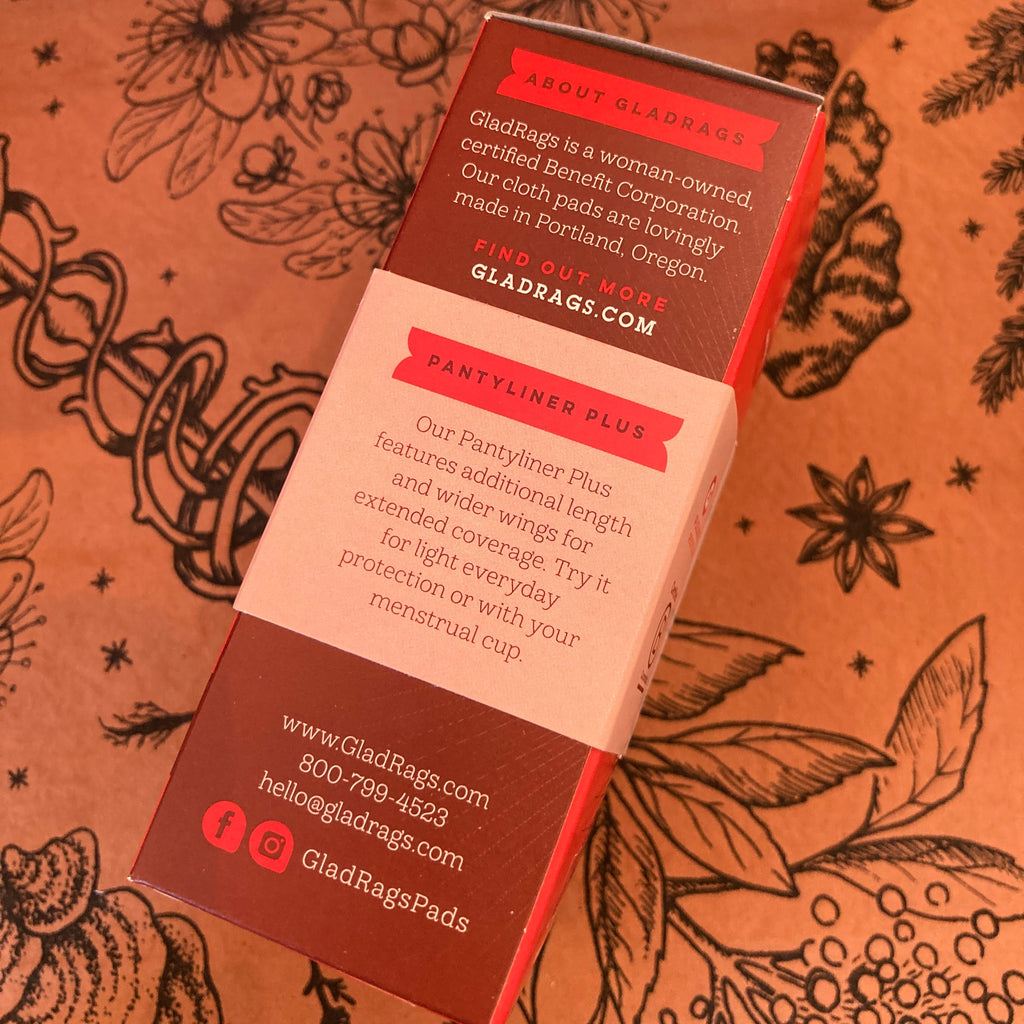 ABOUT GLADRAGS
GladRags is a woman-owned,
certified Benefit Corporation.
Our cloth pads are lovingly
made in Portland, Oregon.
FIND OUT MORE
GLADRAGS.COM
PANTYLINER PLUS
Our Pantyliner Plus
features additional length
and wider wings for
extended coverage. Try it
for light everyday
protection or with your
menstrual cup.
www.GladRags.com
800-799-4523
hello@gladrags.com
GladRagsPads